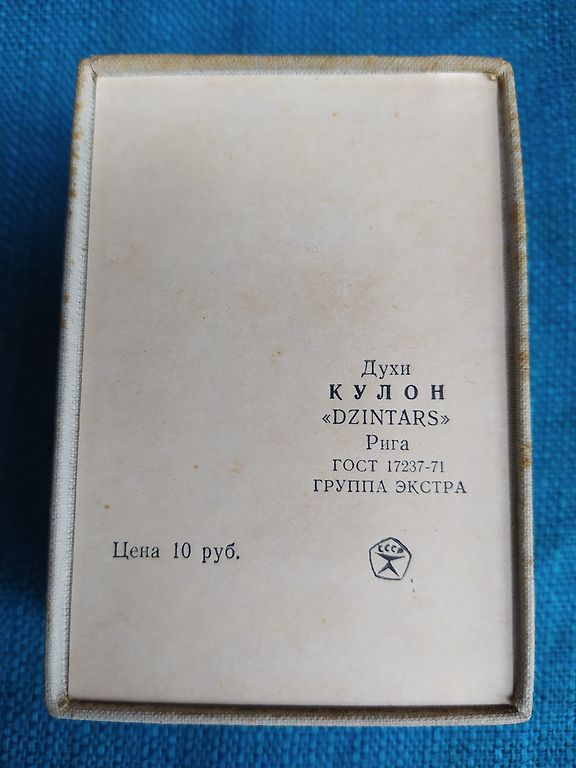 Духи
КУЛОН
«DZINTARS»
Рига
ГОСТ 17237-71
ГРУППА ЭКСТРА
Цена 10 руб.
СССР